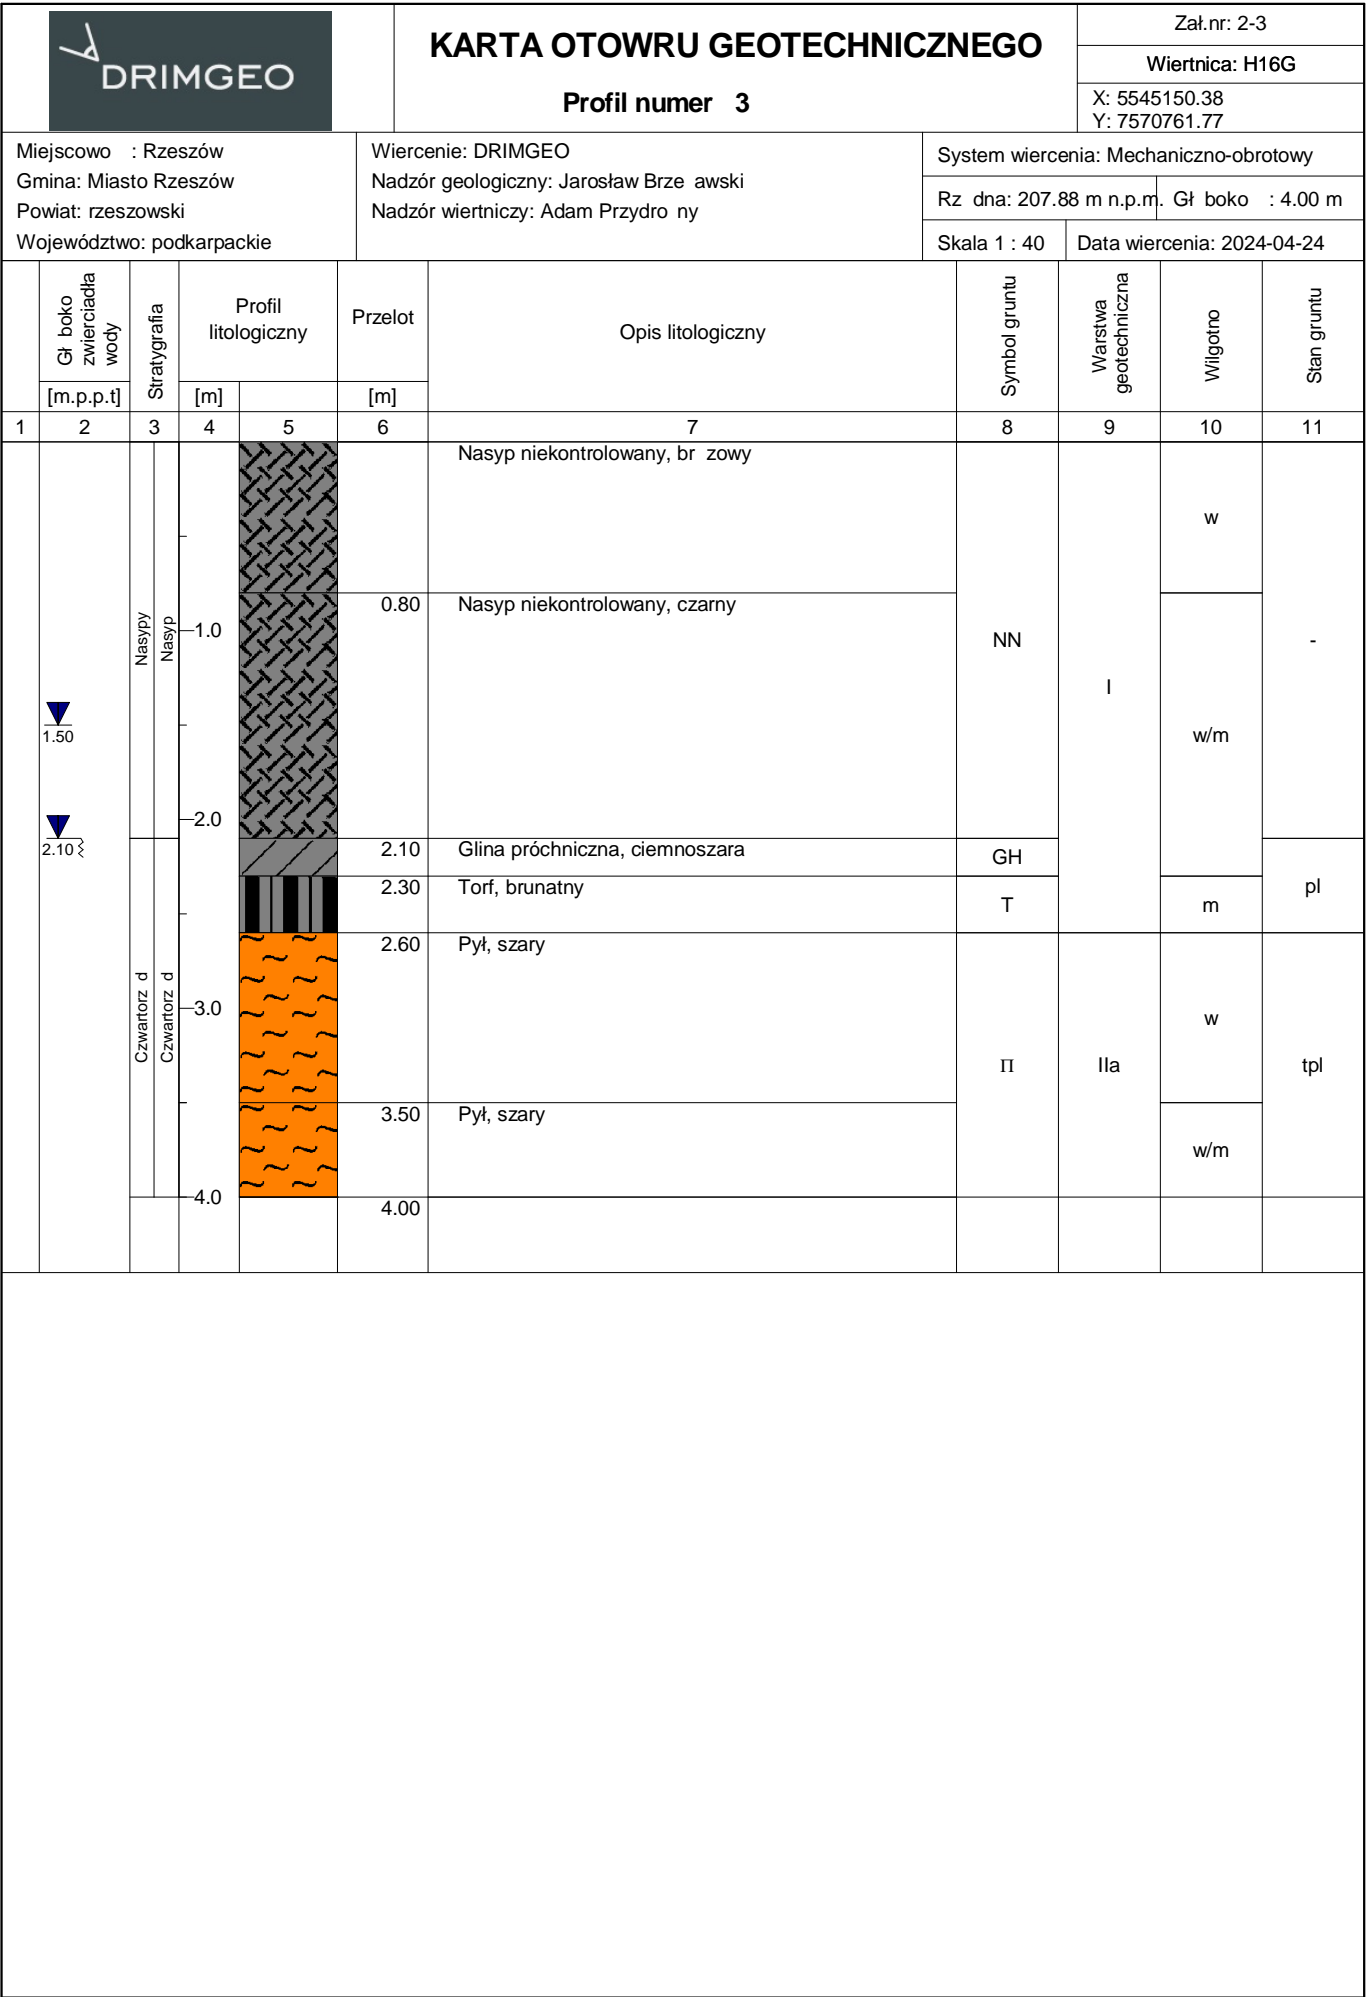 DRIMGEO
KARTA OTOWRU GEOTECHNICZNEGO
Profil numer 3
Zał.nr: 2-3
Wiertnica: H16G
X: 5545150.38
Y: 7570761.77
Miejscowo : Rzeszów
Gmina: Miasto Rzeszów
Powiat: rzeszowski
Województwo: podkarpackie
Wiercenie: DRIMGEO
Nadzór geologiczny: Jarosław Brze awski
Nadzór wiertniczy: Adam Przydro ny
System wiercenia: Mechaniczno-obrotowy
Rz dna: 207.88 m n.p.m. Gł boko : 4.00 m
Skala 1 : 40 Data wiercenia: 2024-04-24
Gł boko
zwierciadła
wody
[m.p.p.t]
Stratygrafia
Profil
litologiczny
[m]
Przelot
[m]
Opis litologiczny
Symbol gruntu
Warstwa
geotechniczna
Wilgotno
Stan gruntu
1 2 3 4 5 6 7 8 9 10 11
Nasyp niekontrolowany, br zowy
w
0.80 Nasyp niekontrolowany, czarny
Nasypy
Nasyp
1.0
NN
-
I
1.50
w/m
2.0
2.10
2.10 Glina próchniczna, ciemnoszara
GH
2.30 Torf, brunatny
T
m
pl
2.60 Pył, szary
Czwartorz d
Czwartorz d
3.0
w
Π
IIa
tpl
3.50 Pył, szary
w/m
4.0
4.00